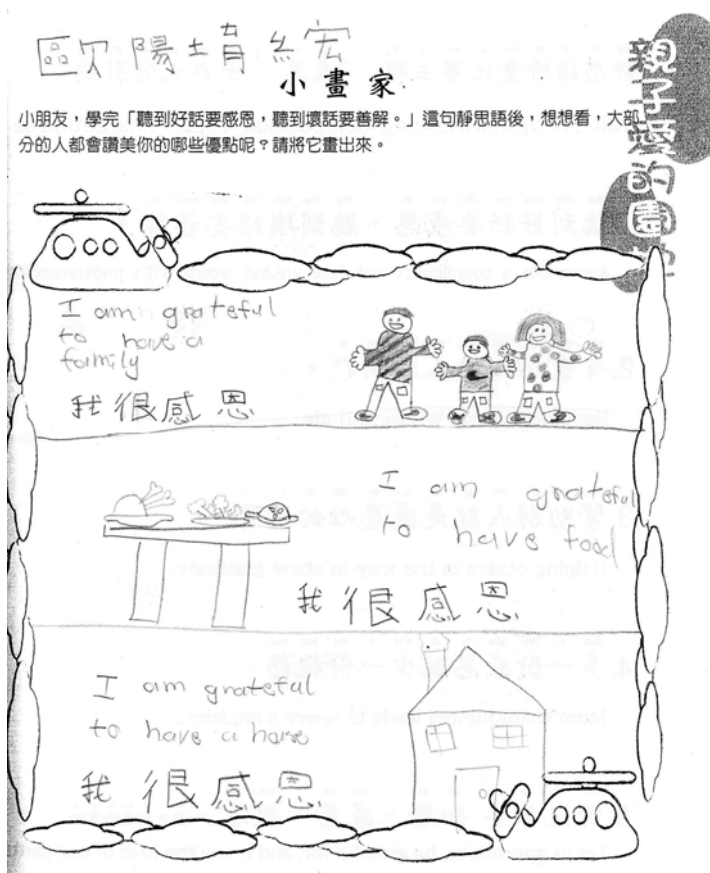 歐陽
小畫家
小朋友，學完「聽到好話要感恩，聽到壞話要善解。」這句靜思語後，想想看，大部
分的人都會讚美你的哪些優點呢？請將它畫出來。
親子愛的園地
I am grateful
to have a
family
我很感恩
I am grateful
to have food
我很感恩
I am grateful
to have a
我很感恩